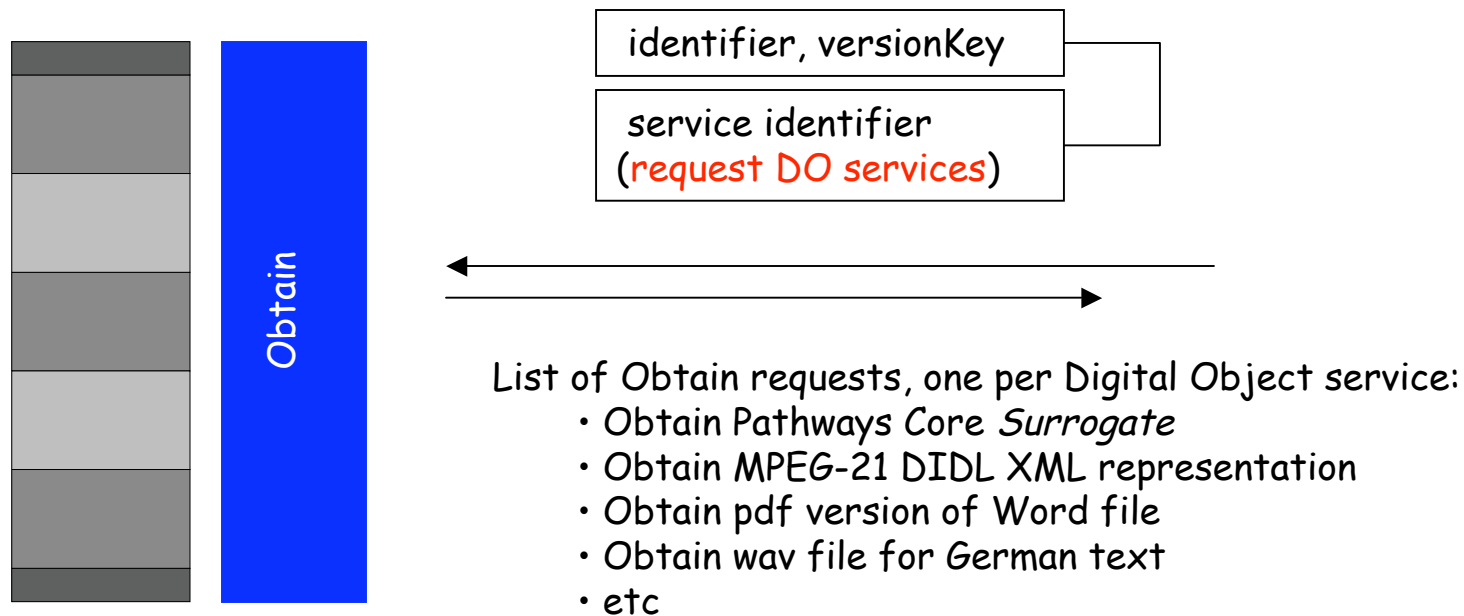 identifier, versionKey
service identifier
(request DO services)
Obtain
List of Obtain requests, one per Digital Object service:
• Obtain Pathways Core Surrogate
• Obtain MPEG-21 DIDL XML representation
• Obtain pdf version of Word file
• Obtain wav file for German text
• etc